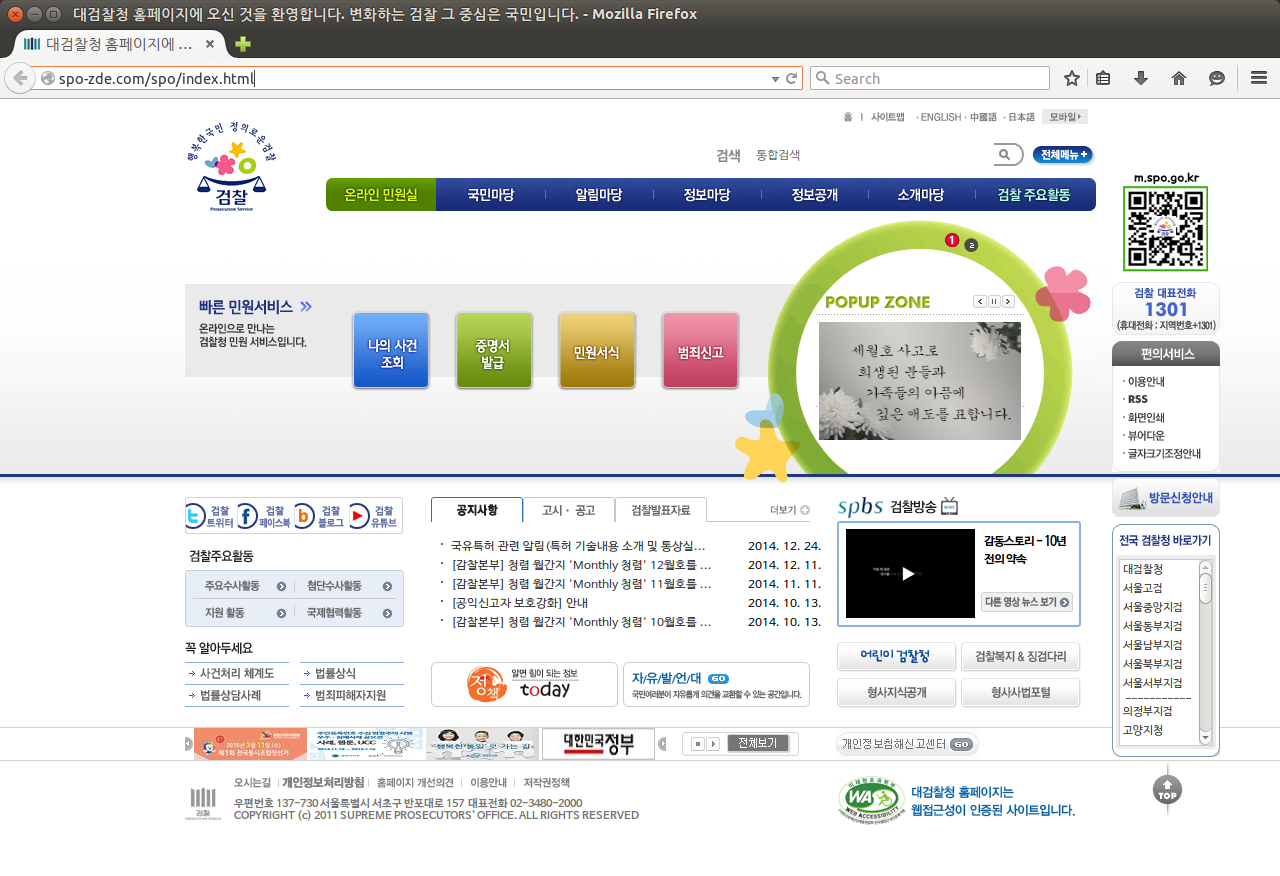 대검찰청 홈페이지에 오신 것을 환영합니다. 변화하는 검찰 그 중심은 국민입니다. - Mozilla Firefox
대검찰청 홈페이지에 ...
spo-zde.com/spo/index.html
Search
홈 | 사이트맵 · ENGLISH · 中國語 · 日本語 모바일
행복한국민 정의로운검찰
검찰
Prosecution Service
검색 통합검색
전체메뉴 +
온라인 민원실 국민마당 알림마당 정보마당 정보공개 소개마당 검찰 주요활동
m.spo.go.kr
1 2
빠른 민원서비스
온라인으로 만나는
검찰청 민원 서비스입니다.
나의 사건
조회
증명서
발급
민원서식
범죄신고
POPUP ZONE
세월호 사고로
희생된 분들과
가족들의 아픔에
깊은 애도를 표합니다.
검찰 대표전화
1301
(휴대전화 : 지역번호+1301)
편의서비스
· 이용안내
· RSS
· 화면인쇄
· 뷰어다운
· 글자크기조정안내
방문신청안내
전국 검찰청 바로가기
대검찰청
서울고검
서울중앙지검
서울동부지검
서울남부지검
서울북부지검
서울서부지검
-----------
의정부지검
고양지청
검찰 트위터
검찰 페이스북
검찰 블로그
검찰 유튜브
검찰주요활동
주요수사활동 첨단수사활동
지원 활동 국제협력활동
꼭 알아두세요
사건처리 체계도 법률상식
법률상담사례 범죄피해자지원
공지사항 고시 · 공고 검찰발표자료 더보기
· 국유특허 관련 알림(특허 기술내용 소개 및 통상실... 2014. 12. 24.
· [감찰본부] 청렴 월간지 'Monthly 청렴' 12월호를 ... 2014. 12. 11.
· [감찰본부] 청렴 월간지 'Monthly 청렴' 11월호를 ... 2014. 11. 11.
· [공익신고자 보호강화] 안내 2014. 10. 13.
· [감찰본부] 청렴 월간지 'Monthly 청렴' 10월호를 ... 2014. 10. 13.
정책
알면 힘이 되는 정보
today
자/유/발/언/대 GO
국민여러분이 자유롭게 의견을 교환할 수 있는 공간입니다.
spbs 검찰방송
감동스토리 - 10년
전의 약속
다른 영상 뉴스 보기
어린이 검찰청 검찰복지 & 징검다리
형사지식공개 형사사법포털
2015년 3월 11일 (수)
제1회 전국동시조합장선거
사례, 웹툰, UCC
"행복한 통일"로 가는 길
대한민국정부
전체보기
개인정보침해신고센터 GO
오시는길 | 개인정보처리방침 | 홈페이지 개선의견 | 이용안내 | 저작권정책
검찰
PROSECUTION SERVICE
우편번호 137-730 서울특별시 서초구 반포대로 157 대표전화 02-3480-2000
COPYRIGHT (c) 2011 SUPREME PROSECUTORS' OFFICE. ALL RIGHTS RESERVED
WA
WEB ACCESSIBILITY
대검찰청 홈페이지는
웹접근성이 인증된 사이트입니다.
TOP